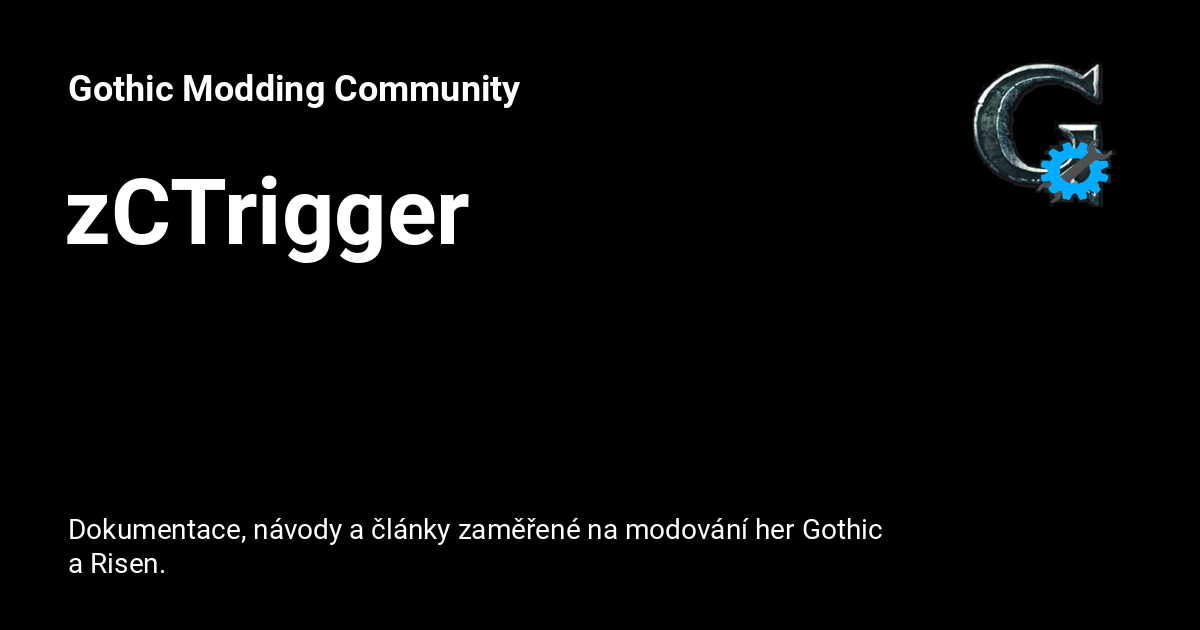 Gothic Modding Community
zCTrigger
Dokumentace, návody a články zaměřené na modování her Gothic
a Risen.